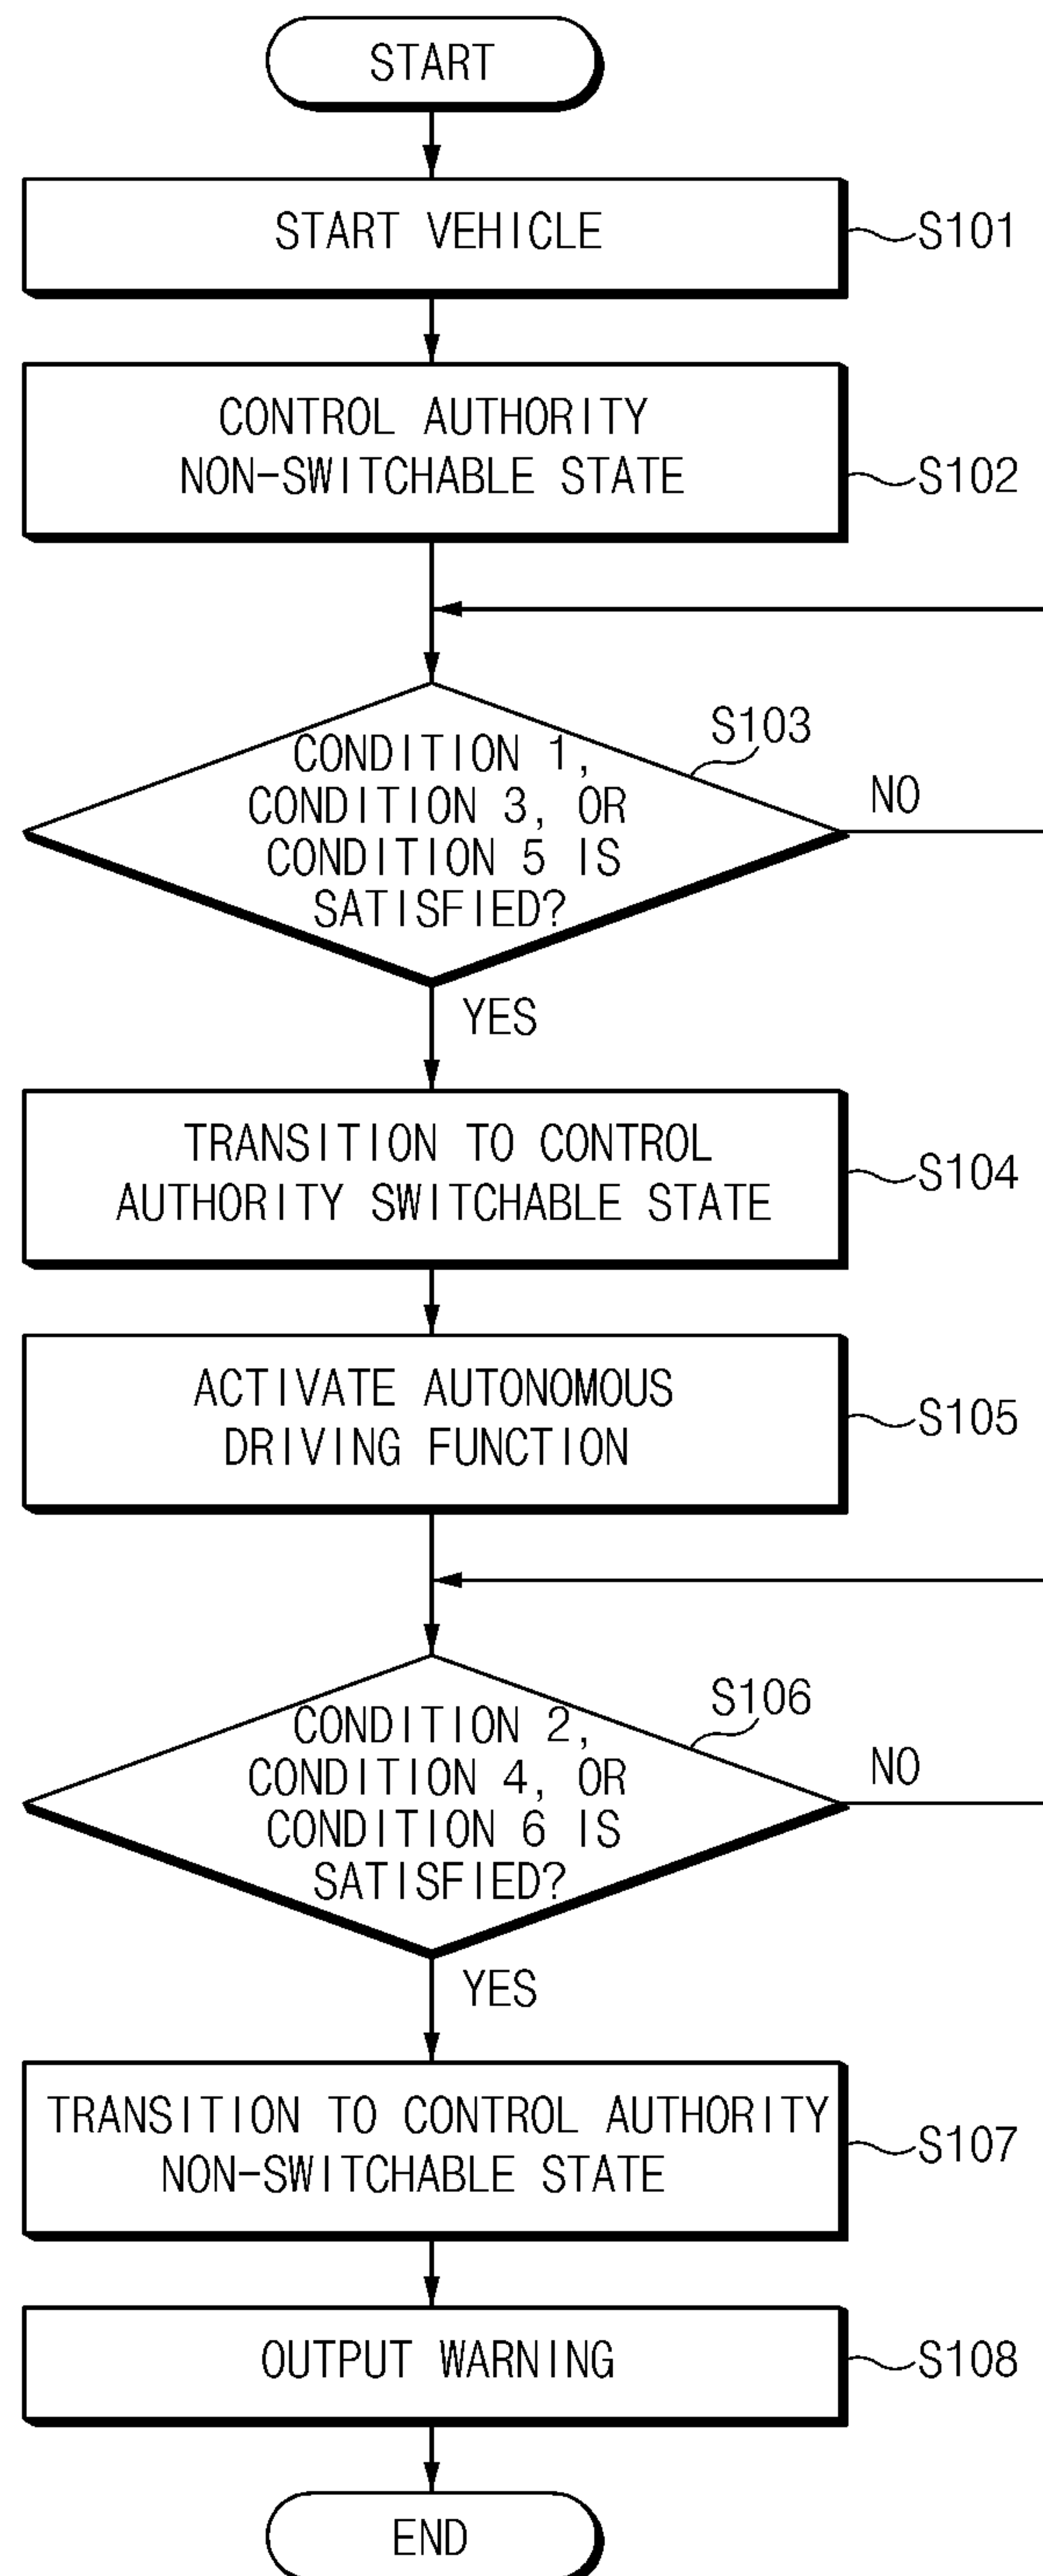 START
START VEHICLE
S101
CONTROL AUTHORITY
NON-SWITCHABLE STATE
S102
S103
CONDITION 1,
CONDITION 3, OR
CONDITION 5 IS
SATISFIED?
NO
YES
TRANSITION TO CONTROL
AUTHORITY SWITCHABLE STATE
S104
ACTIVATE AUTONOMOUS
DRIVING FUNCTION
S105
S106
CONDITION 2,
CONDITION 4, OR
CONDITION 6 IS
SATISFIED?
NO
YES
TRANSITION TO CONTROL AUTHORITY
NON-SWITCHABLE STATE
S107
OUTPUT WARNING
S108
END